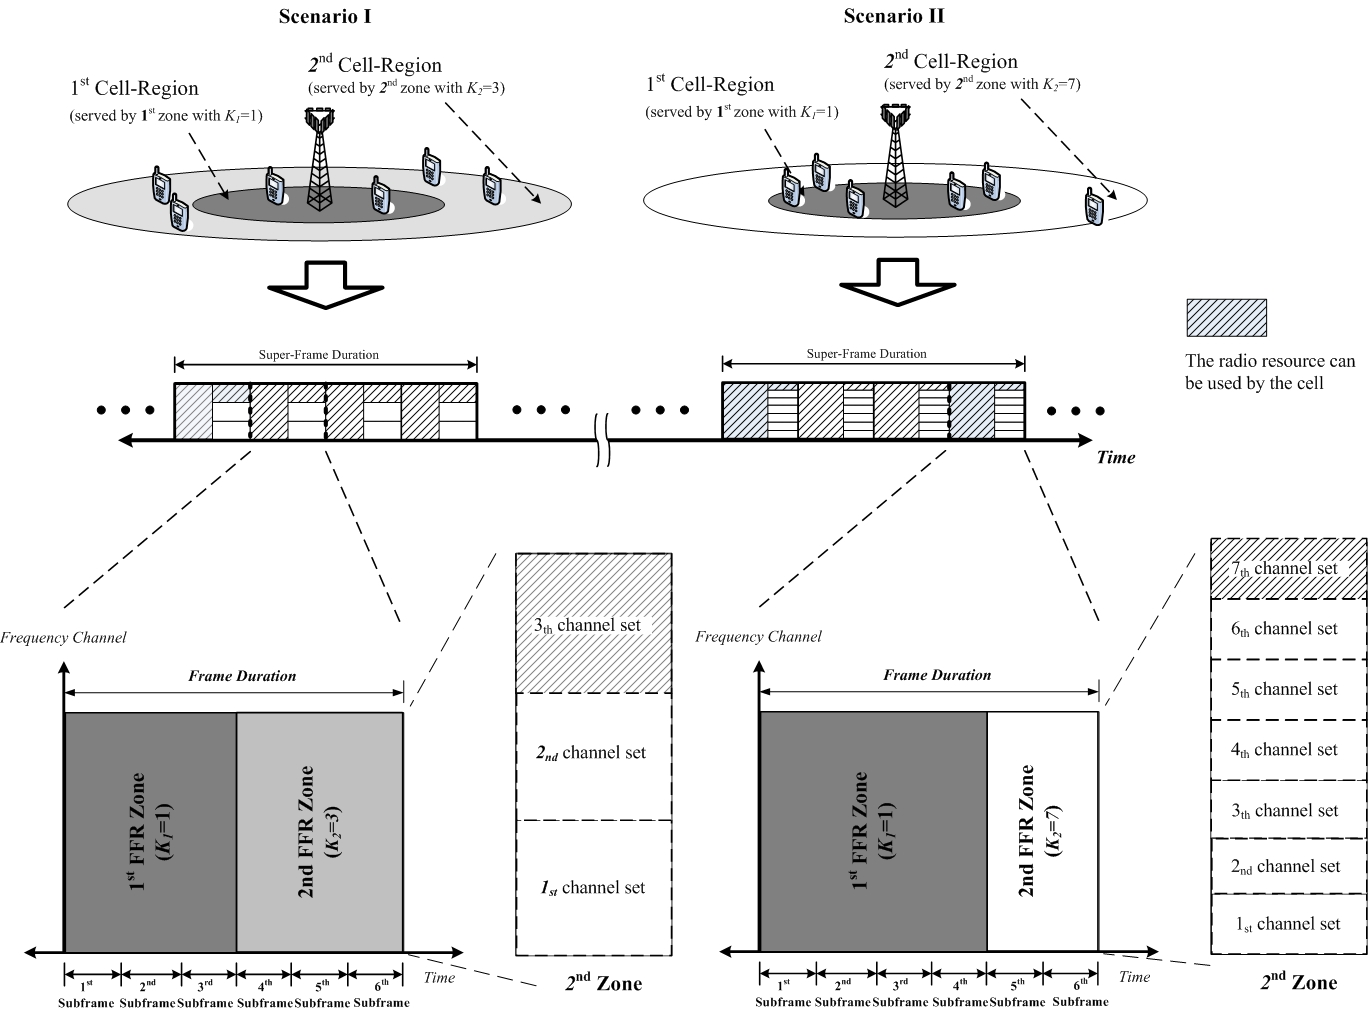 Scenario I
Scenario II
1st Cell-Region
(served by 1st zone with K1=1)
2nd Cell-Region
(served by 2nd zone with K2=3)
1st Cell-Region
(served by 1st zone with K1=1)
2nd Cell-Region
(served by 2nd zone with K2=7)
Super-Frame Duration
Super-Frame Duration
The radio resource can
be used by the cell
Time
Frequency Channel
Frame Duration
1st FFR Zone
(K1=1)
2nd FFR Zone
(K2=3)
1st
Subframe
2nd
Subframe
3rd
Subframe
4th
Subframe
5th
Subframe
6th
Subframe
Time
3th channel set
2nd channel set
1st channel set
2nd Zone
Frequency Channel
Frame Duration
1st FFR Zone
(K1=1)
2nd FFR Zone
(K2=7)
1st
Subframe
2nd
Subframe
3rd
Subframe
4th
Subframe
5th
Subframe
6th
Subframe
Time
7th channel set
6th channel set
5th channel set
4th channel set
3th channel set
2nd channel set
1st channel set
2nd Zone